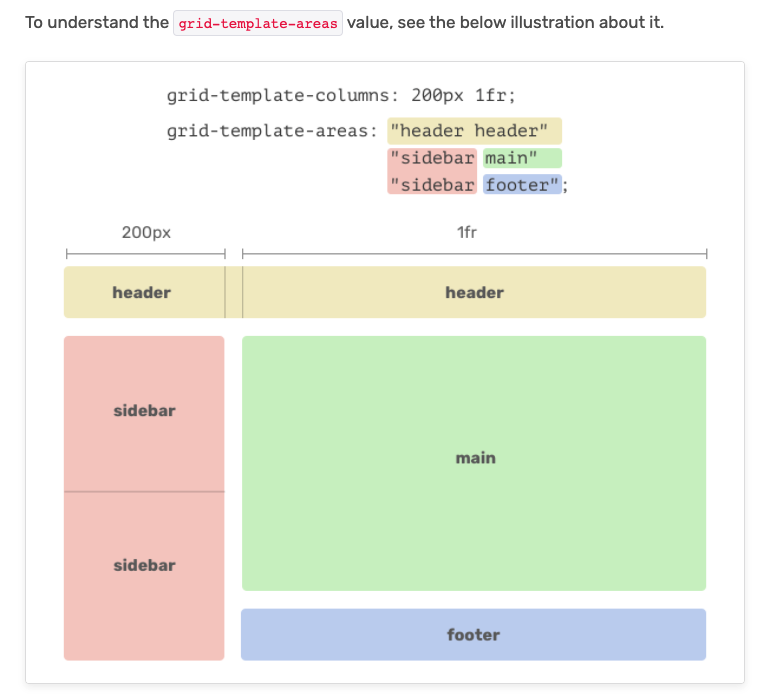 To understand the grid-template-areas value, see the below illustration about it.
grid-template-columns: 200px 1fr;
grid-template-areas: "header header"
"sidebar main"
"sidebar footer";
200px 1fr
header header
sidebar
main
sidebar
footer